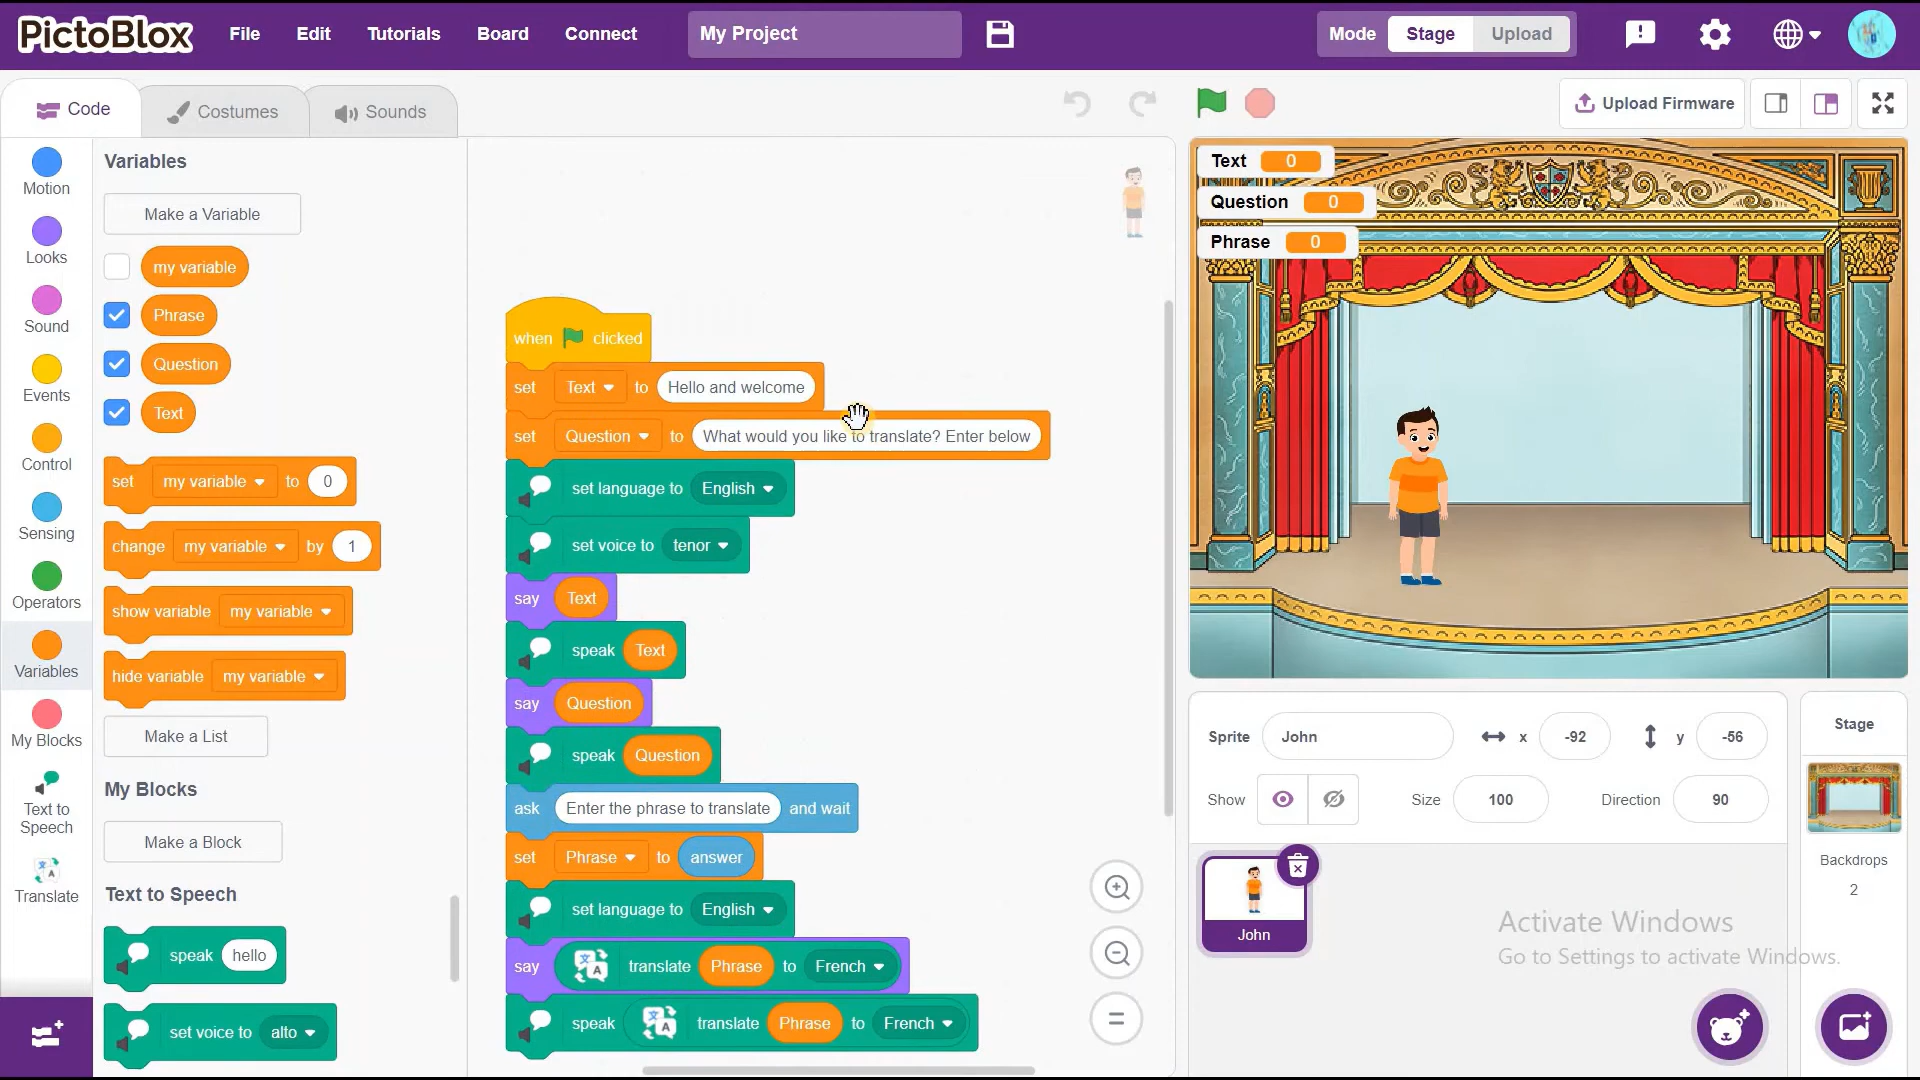 PictoBlox File Edit Tutorials Board Connect My Project Mode Stage Upload
Code Costumes Sounds Upload Firmware
Motion
Looks
Sound
Events
Control
Sensing
Operators
Variables
My Blocks
Text to
Speech
Translate
Variables
Make a Variable
my variable
Phrase
Question
Text
set my variable to 0
change my variable by 1
show variable my variable
hide variable my variable
Make a List
My Blocks
Make a Block
Text to Speech
speak hello
set voice to alto
when clicked
set Text to Hello and welcome
set Question to What would you like to translate? Enter below
set language to English
set voice to tenor
say Text
speak Text
say Question
speak Question
ask Enter the phrase to translate and wait
set Phrase to answer
set language to English
say translate Phrase to French
speak translate Phrase to French
Text 0
Question 0
Phrase 0
Sprite John x -92 y -56
Show Size 100 Direction 90
John
Stage
Backdrops
2
Activate Windows
Go to Settings to activate Windows.